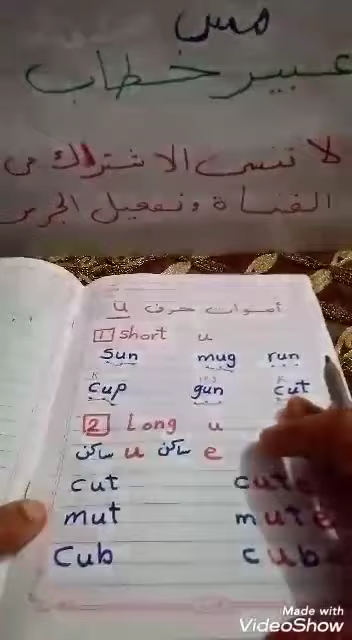 مس
عبير خطاب
لا تنسى الاشتراك في
القناة وتفعيل الجرس
أصوات حرف u
1 short u
sun mug run
cup gun cut
2 Long u
ساكن u ساكن e
cut cute
mut mute
cub cub
Made with
VideoShow